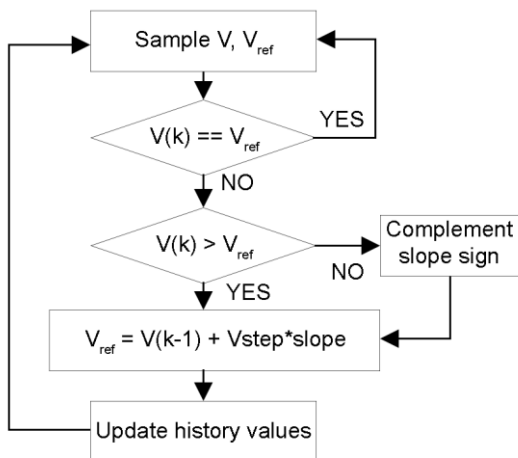 Sample V, Vref
YES
V(k) == Vref
NO
V(k) > Vref
NO
Complement
slope sign
YES
Vref = V(k-1) + Vstep*slope
Update history values